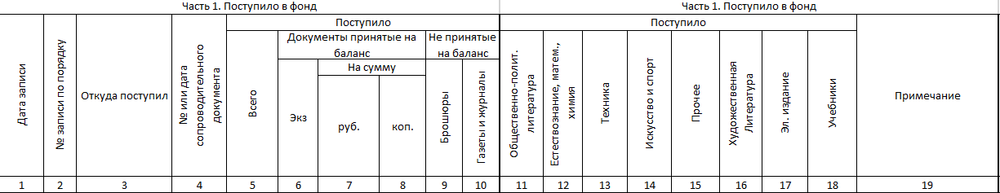 Часть 1. Поступило в фонд
Часть 1. Поступило в фонд
Дата записи
№ записи по порядку
Откуда поступил
№ или дата
сопроводительного
документа
Поступило
Всего
Документы принятые на
баланс
Экз
На сумму
руб.
коп.
Не принятые
на баланс
Брошюры
Газеты и журналы
Поступило
Общественно-полит.
литература
Естествознание, матем.,
химия
Техника
Искусство и спорт
Прочее
Художественная
Литература
Эл. издание
Учебники
Примечание
1 2 3 4 5 6 7 8 9 10 11 12 13 14 15 16 17 18 19